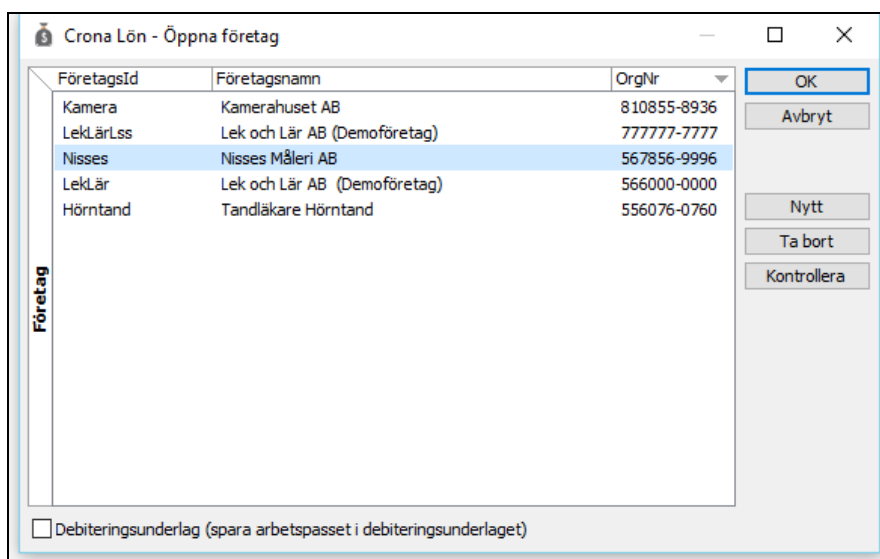 Crona Lön - Öppna företag
FöretagsId Företagsnamn OrgNr
Kamera Kamerahuset AB 810855-8936
LekLärLss Lek och Lär AB (Demoföretag) 777777-7777
Nisses Nisses Måleri AB 567856-9996
LekLär Lek och Lär AB (Demoföretag) 566000-0000
Hörntand Tandläkare Hörntand 556076-0760
Företag
OK
Avbryt
Nytt
Ta bort
Kontrollera
Debiteringsunderlag (spara arbetspasset i debiteringsunderlaget)